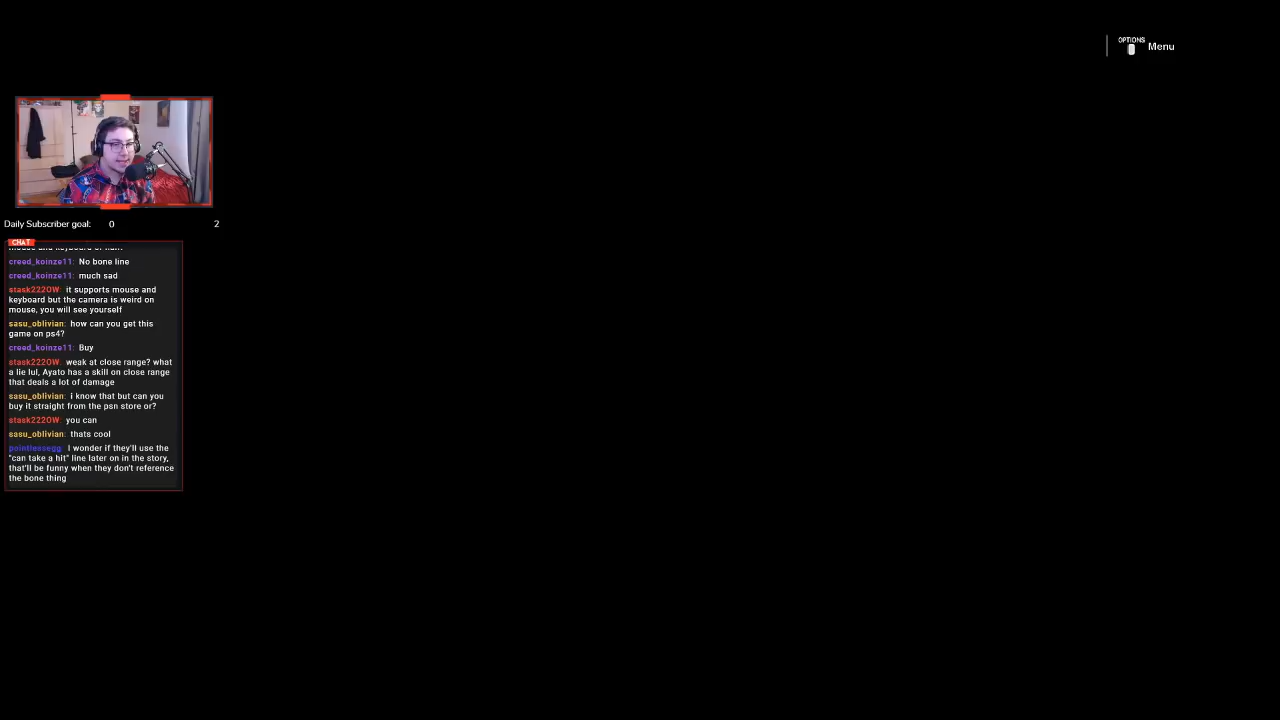 OPTIONS
Menu
Daily Subscriber goal: 0 2
CHAT
creed_koinze11: No bone line
creed_koinze11: much sad
stask222OW: it supports mouse and
keyboard but the camera is weird on
mouse, you will see yourself
sasu_oblivian: how can you get this
game on ps4?
creed_koinze11: Buy
stask222OW: weak at close range? what
a lie lul, Ayato has a skill on close range
that deals a lot of damage
sasu_oblivian: i know that but can you
buy it straight from the psn store or?
stask222OW: you can
sasu_oblivian: thats cool
pointlessegg: I wonder if they'll use the
"can take a hit" line later on in the story,
that'll be funny when they don't reference
the bone thing